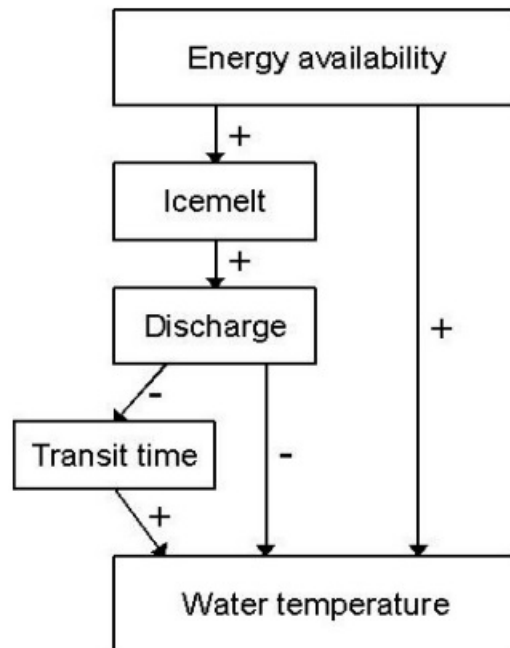 Energy availability
+
Icemelt
+
Discharge
+
-
-
Transit time
+
Water temperature